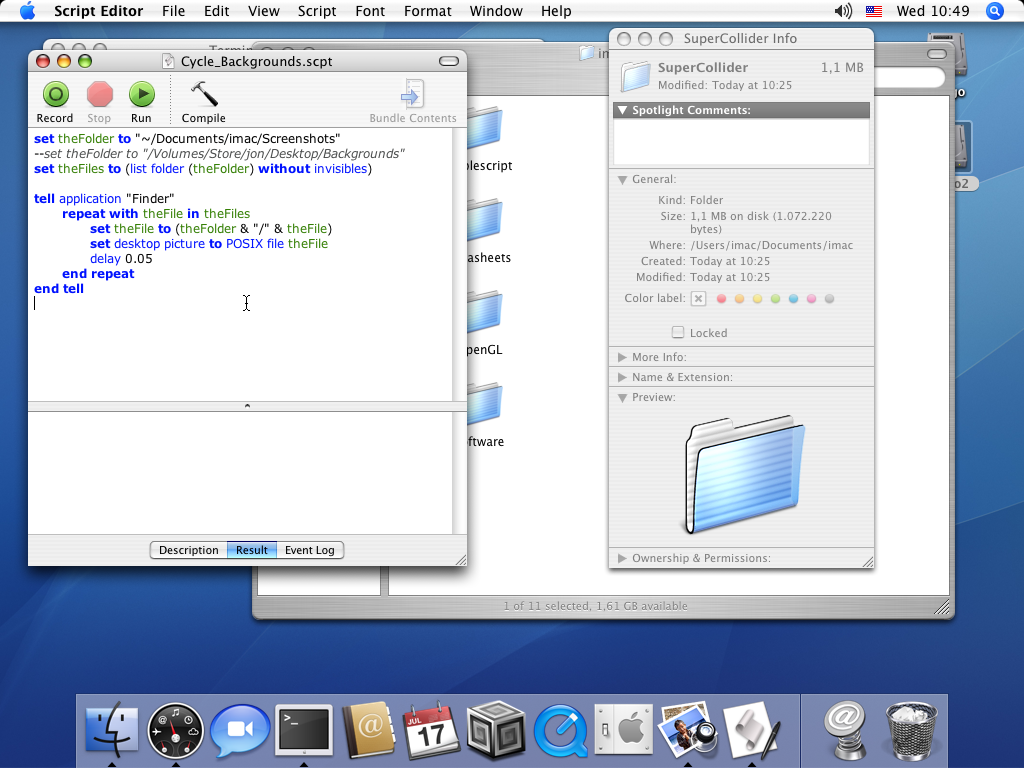 Script Editor File Edit View Script Font Format Window Help Wed 10:49
Cycle_Backgrounds.scpt
Record Stop Run Compile Bundle Contents
set theFolder to "~/Documents/imac/Screenshots"
--set theFolder to "/Volumes/Store/jon/Desktop/Backgrounds"
set theFiles to (list folder (theFolder) without invisibles)
tell application "Finder"
repeat with theFile in theFiles
set theFile to (theFolder & "/" & theFile)
set desktop picture to POSIX file theFile
delay 0.05
end repeat
end tell
Description Result Event Log
Termin
im
plescript
asheets
penGL
ftware
1 of 11 selected, 1,61 GB available
SuperCollider Info
SuperCollider 1,1 MB
Modified: Today at 10:25
Spotlight Comments:
General:
Kind: Folder
Size: 1,1 MB on disk (1.072.220
bytes)
Where: /Users/imac/Documents/imac
Created: Today at 10:25
Modified: Today at 10:25
Color label:
Locked
More Info:
Name & Extension:
Preview:
Ownership & Permissions:
go
o2
JUL
17